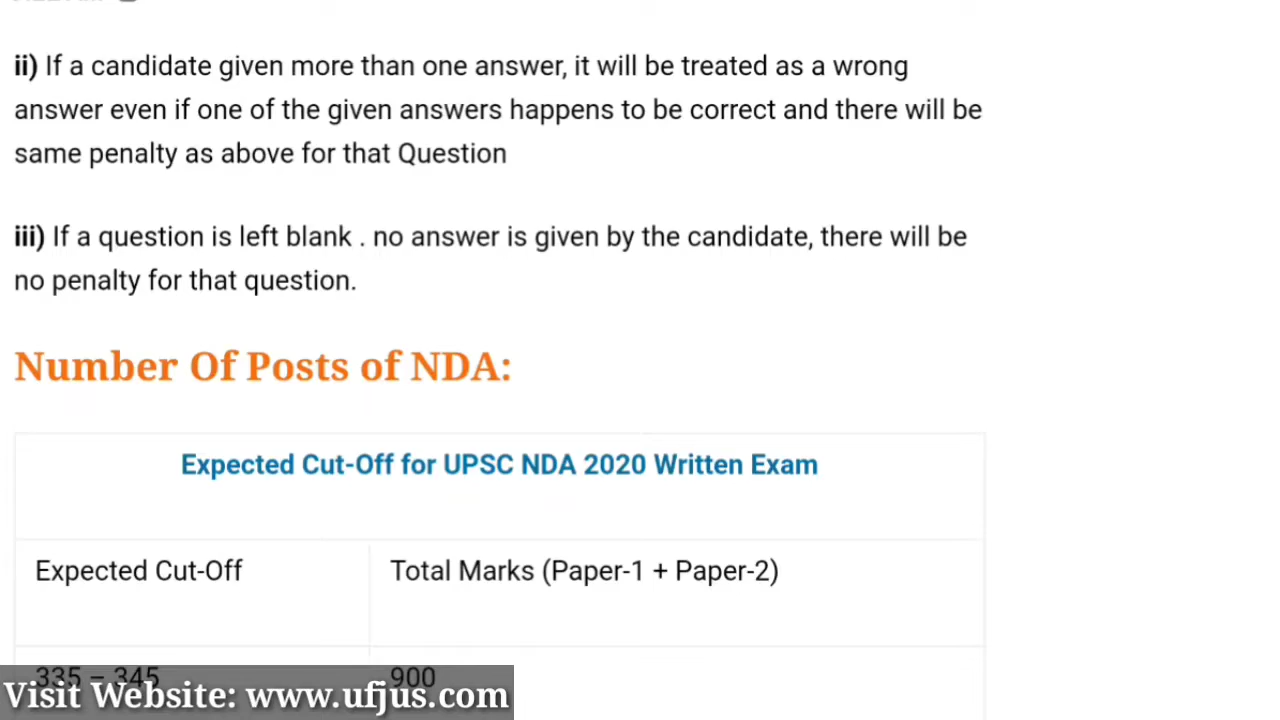 ii) If a candidate given more than one answer, it will be treated as a wrong
answer even if one of the given answers happens to be correct and there will be
same penalty as above for that Question
iii) If a question is left blank . no answer is given by the candidate, there will be
no penalty for that question.
Number Of Posts of NDA:
Expected Cut-Off for UPSC NDA 2020 Written Exam
Expected Cut-Off Total Marks (Paper-1 + Paper-2)
335 – 345 900
Visit Website: www.ufjus.com